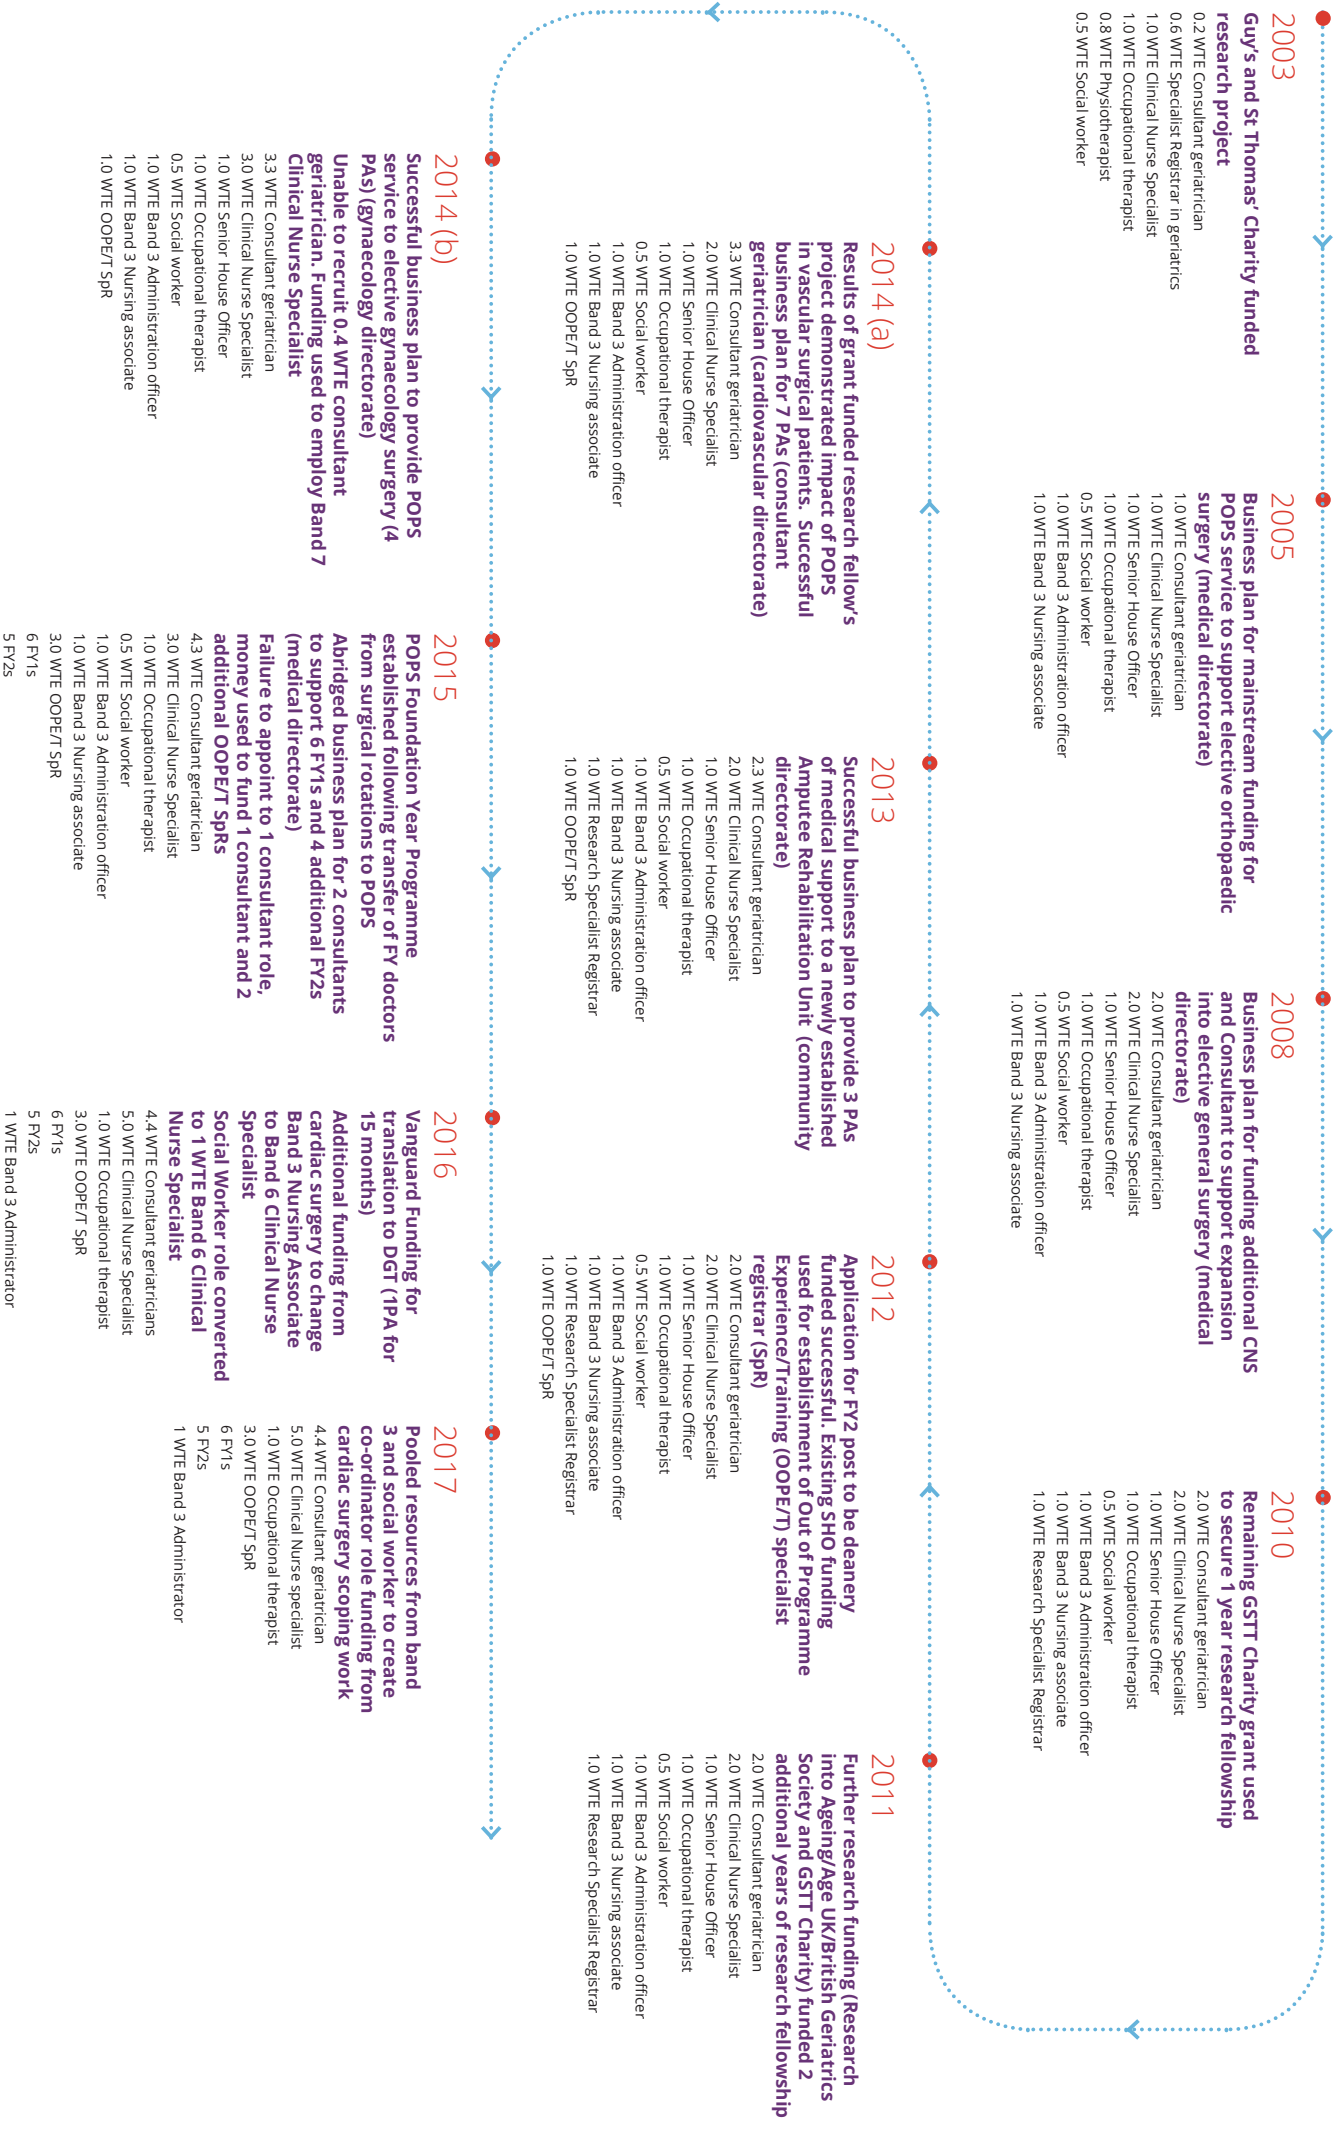 2003
Guy's and St Thomas' Charity funded
research project
0.2 WTE Consultant geriatrician
0.6 WTE Specialist Registrar in geriatrics
1.0 WTE Clinical Nurse Specialist
1.0 WTE Occupational therapist
0.8 WTE Physiotherapist
0.5 WTE Social worker
2005
Business plan for mainstream funding for
POPS service to support elective orthopaedic
surgery (medical directorate)
1.0 WTE Consultant geriatrician
1.0 WTE Clinical Nurse Specialist
1.0 WTE Senior House Officer
1.0 WTE Occupational therapist
0.5 WTE Social worker
1.0 WTE Band 3 Administration officer
1.0 WTE Band 3 Nursing associate
2008
Business plan for funding additional CNS
and Consultant to support expansion
into elective general surgery (medical
directorate)
2.0 WTE Consultant geriatrician
2.0 WTE Clinical Nurse Specialist
1.0 WTE Senior House Officer
1.0 WTE Occupational therapist
0.5 WTE Social worker
1.0 WTE Band 3 Administration officer
1.0 WTE Band 3 Nursing associate
2010
Remaining GSTT Charity grant used
to secure 1 year research fellowship
2.0 WTE Consultant geriatrician
2.0 WTE Clinical Nurse Specialist
1.0 WTE Senior House Officer
1.0 WTE Occupational therapist
0.5 WTE Social worker
1.0 WTE Band 3 Administration officer
1.0 WTE Band 3 Nursing associate
1.0 WTE Research Specialist Registrar
2011
Further research funding (Research
into Ageing/Age UK/British Geriatrics
Society and GSTT Charity) funded 2
additional years of research fellowship
2.0 WTE Consultant geriatrician
2.0 WTE Clinical Nurse Specialist
1.0 WTE Senior House Officer
1.0 WTE Occupational therapist
0.5 WTE Social worker
1.0 WTE Band 3 Administration officer
1.0 WTE Band 3 Nursing associate
1.0 WTE Research Specialist Registrar
2012
Application for FY2 post to be deanery
funded successful. Existing SHO funding
used for establishment of Out of Programme
Experience/Training (OOPE/T) specialist
registrar (SpR)
2.0 WTE Consultant geriatrician
2.0 WTE Clinical Nurse Specialist
1.0 WTE Senior House Officer
1.0 WTE Occupational therapist
0.5 WTE Social worker
1.0 WTE Band 3 Administration officer
1.0 WTE Band 3 Nursing associate
1.0 WTE Research Specialist Registrar
1.0 WTE OOPE/T SpR
2013
Successful business plan to provide 3 PAs
of medical support to a newly established
Amputee Rehabilitation Unit (community
directorate)
2.3 WTE Consultant geriatrician
2.0 WTE Clinical Nurse Specialist
1.0 WTE Senior House Officer
1.0 WTE Occupational therapist
0.5 WTE Social worker
1.0 WTE Band 3 Administration officer
1.0 WTE Band 3 Nursing associate
1.0 WTE Research Specialist Registrar
1.0 WTE OOPE/T SpR
2014 (a)
Results of grant funded research fellow's
project demonstrated impact of POPS
in vascular surgical patients. Successful
business plan for 7 PAs (consultant
geriatrician (cardiovascular directorate)
3.3 WTE Consultant geriatrician
2.0 WTE Clinical Nurse Specialist
1.0 WTE Senior House Officer
1.0 WTE Occupational therapist
0.5 WTE Social worker
1.0 WTE Band 3 Administration officer
1.0 WTE Band 3 Nursing associate
1.0 WTE OOPE/T SpR
2014 (b)
Successful business plan to provide POPS
service to elective gynaecology surgery (4
PAs) (gynaecology directorate)
Unable to recruit 0.4 WTE consultant
geriatrician. Funding used to employ Band 7
Clinical Nurse Specialist
3.3 WTE Consultant geriatrician
3.0 WTE Clinical Nurse Specialist
1.0 WTE Senior House Officer
1.0 WTE Occupational therapist
0.5 WTE Social worker
1.0 WTE Band 3 Administration officer
1.0 WTE Band 3 Nursing associate
1.0 WTE OOPE/T SpR
2015
POPS Foundation Year Programme
established following transfer of FY doctors
from surgical rotations to POPS
Abridged business plan for 2 consultants
to support 6 FY1s and 4 additional FY2s
(medical directorate)
Failure to appoint to 1 consultant role,
money used to fund 1 consultant and 2
additional OOPE/T SpRs
4.3 WTE Consultant geriatrician
3.0 WTE Clinical Nurse Specialist
1.0 WTE Occupational therapist
0.5 WTE Social worker
1.0 WTE Band 3 Administration officer
1.0 WTE Band 3 Nursing associate
3.0 WTE OOPE/T SpR
6 FY1s
5 FY2s
2016
Vanguard Funding for
translation to DGT (1PA for
15 months)
Additional funding from
cardiac surgery to change
Band 3 Nursing Associate
to Band 6 Clinical Nurse
Specialist
Social Worker role converted
to 1 WTE Band 6 Clinical
Nurse Specialist
4.4 WTE Consultant geriatricians
5.0 WTE Clinical Nurse Specialist
1.0 WTE Occupational therapist
3.0 WTE OOPE/T SpR
6 FY1s
5 FY2s
1 WTE Band 3 Administrator
2017
Pooled resources from band
3 and social worker to create
co-ordinator role funding from
cardiac surgery scoping work
4.4 WTE Consultant geriatrician
5.0 WTE Clinical Nurse specialist
1.0 WTE Occupational therapist
3.0 WTE OOPE/T SpR
6 FY1s
5 FY2s
1 WTE Band 3 Administrator